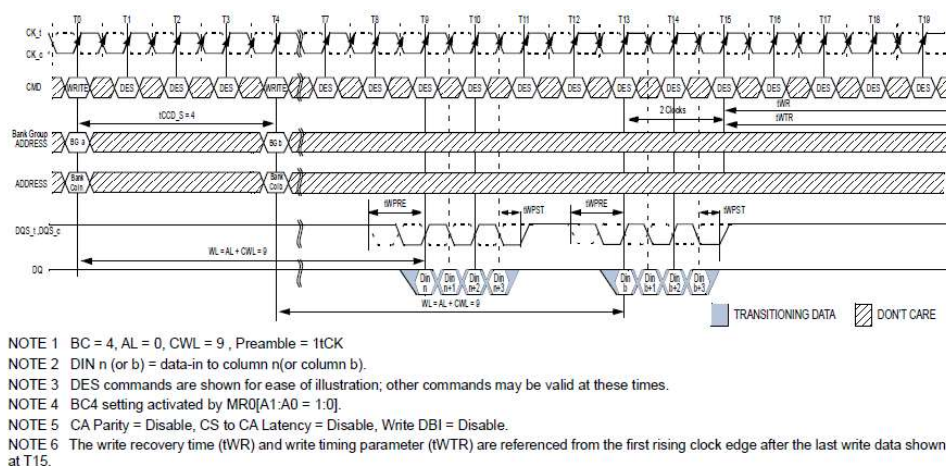 T0 T1 T2 T3 T4 T7 T8 T9 T10 T11 T12 T13 T14 T15 T16 T17 T18 T19
CK_t
CK_c
CMD WRITE DES DES DES WRITE DES DES DES DES DES DES DES DES DES DES DES DES DES
tCCD_S = 4
2 Clocks
tWR
tWTR
Bank Group
ADDRESS BG a BG b
ADDRESS Bank Col n Bank Col b
tWPRE tWPST tWPRE tWPST
DQS_t,DQS_c
WL = AL + CWL = 9
DQ Din n Din n+1 Din n+2 Din n+3 Din b Din b+1 Din b+2 Din b+3
WL = AL + CWL = 9
TRANSITIONING DATA DON'T CARE
NOTE 1 BC = 4, AL = 0, CWL = 9 , Preamble = 1tCK
NOTE 2 DIN n (or b) = data-in to column n(or column b).
NOTE 3 DES commands are shown for ease of illustration; other commands may be valid at these times.
NOTE 4 BC4 setting activated by MR0[A1:A0 = 1:0].
NOTE 5 CA Parity = Disable, CS to CA Latency = Disable, Write DBI = Disable.
NOTE 6 The write recovery time (tWR) and write timing parameter (tWTR) are referenced from the first rising clock edge after the last write data shown
at T15.